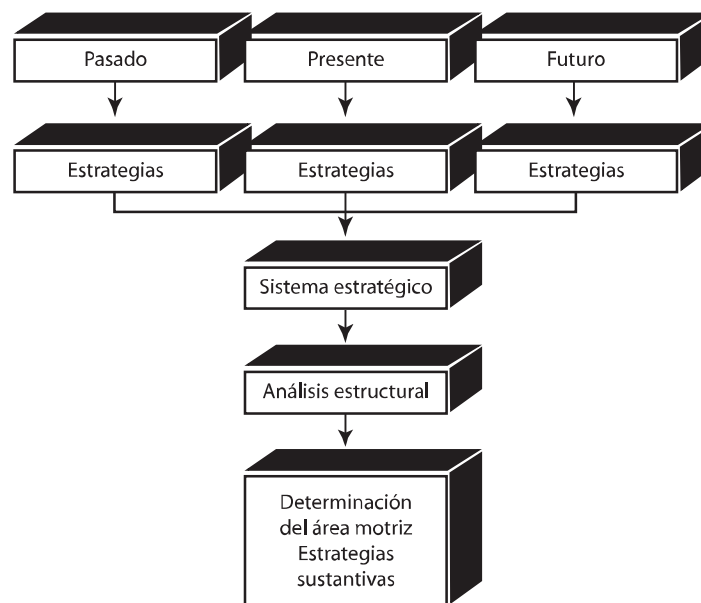 Pasado
Presente
Futuro
Estrategias
Estrategias
Estrategias
Sistema estratégico
Análisis estructural
Determinación
del área motriz
Estrategias
sustantivas